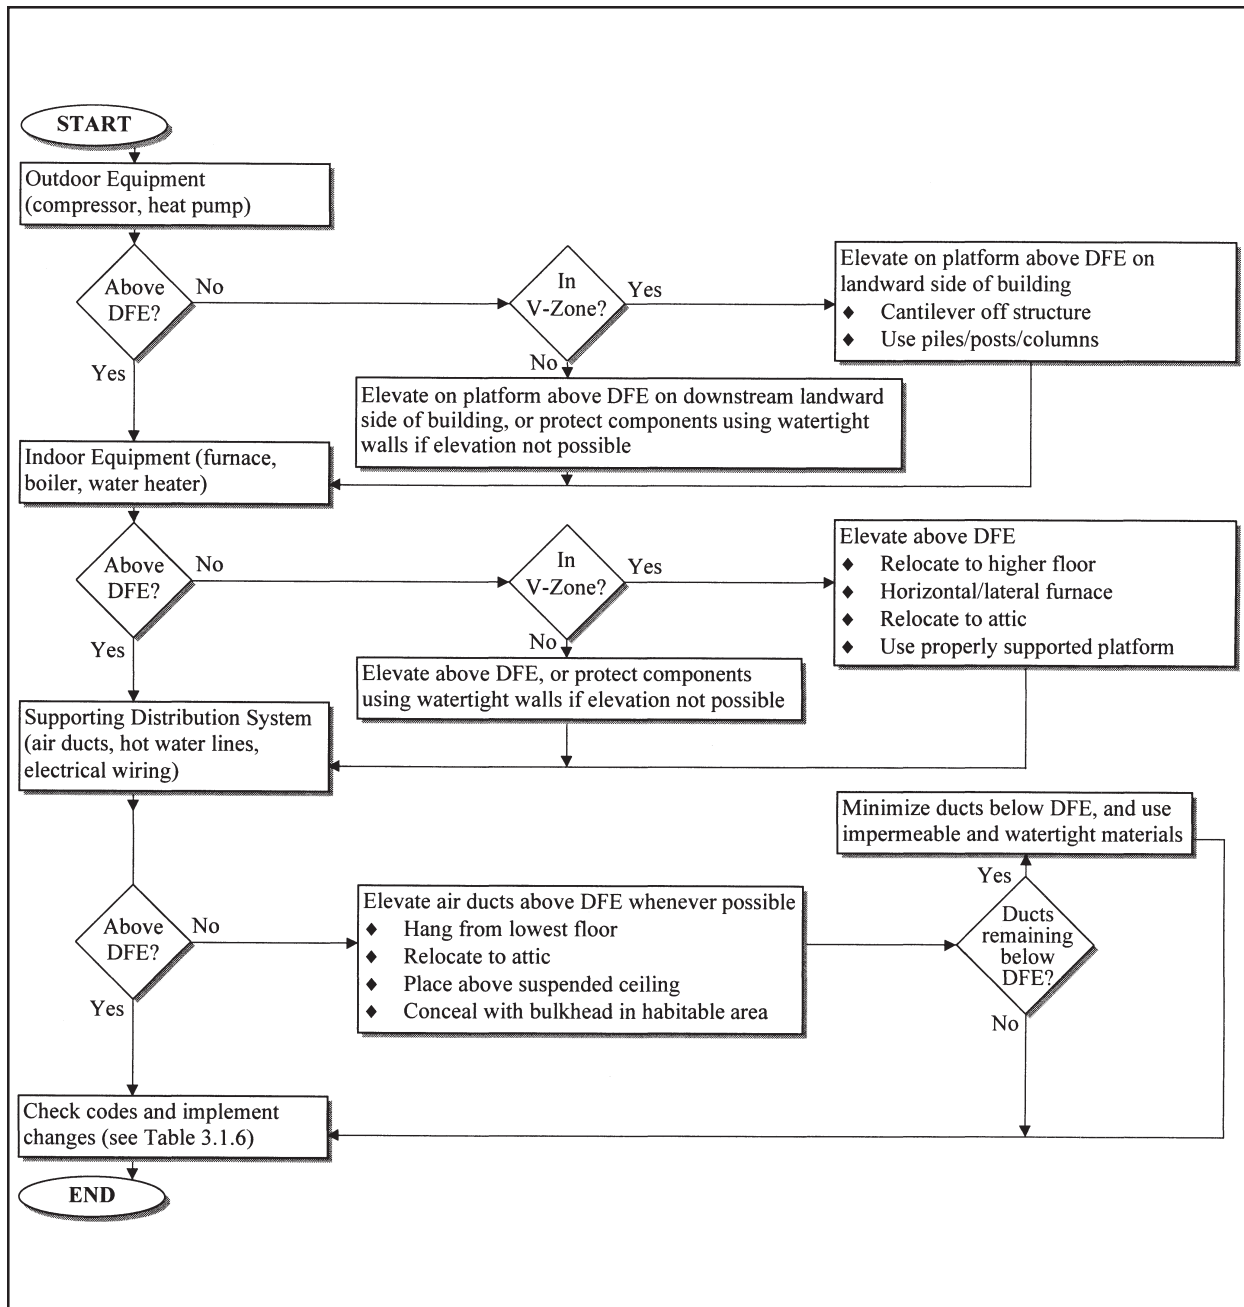 START
Outdoor Equipment
(compressor, heat pump)
Above
DFE?
No
Yes
In
V-Zone?
Yes
No
Elevate on platform above DFE on
landward side of building
♦ Cantilever off structure
♦ Use piles/posts/columns
Elevate on platform above DFE on downstream landward
side of building, or protect components using watertight
walls if elevation not possible
Indoor Equipment (furnace,
boiler, water heater)
Above
DFE?
No
Yes
In
V-Zone?
Yes
No
Elevate above DFE
♦ Relocate to higher floor
♦ Horizontal/lateral furnace
♦ Relocate to attic
♦ Use properly supported platform
Elevate above DFE, or protect components
using watertight walls if elevation not possible
Supporting Distribution System
(air ducts, hot water lines,
electrical wiring)
Above
DFE?
No
Yes
Elevate air ducts above DFE whenever possible
♦ Hang from lowest floor
♦ Relocate to attic
♦ Place above suspended ceiling
♦ Conceal with bulkhead in habitable area
Minimize ducts below DFE, and use
impermeable and watertight materials
Yes
Ducts
remaining
below
DFE?
No
Check codes and implement
changes (see Table 3.1.6)
END